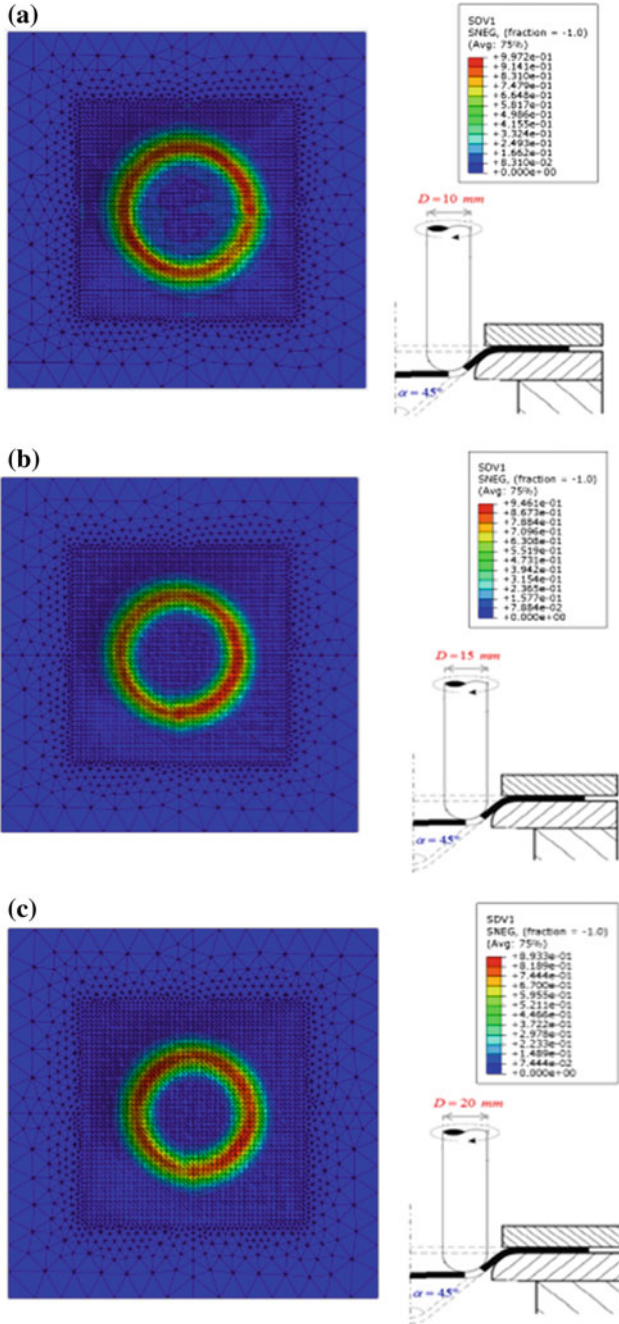 (a)
SDV1
SNEG, (fraction = -1.0)
(Avg: 75%)
+9.972e-01
+9.141e-01
+8.310e-01
+7.479e-01
+6.648e-01
+5.817e-01
+4.986e-01
+4.155e-01
+3.324e-01
+2.493e-01
+1.662e-01
+8.310e-02
+0.000e+00
D=10 mm
α=45°
(b)
SDV1
SNEG, (fraction = -1.0)
(Avg: 75%)
+9.461e-01
+8.673e-01
+7.884e-01
+7.096e-01
+6.308e-01
+5.519e-01
+4.731e-01
+3.942e-01
+3.154e-01
+2.365e-01
+1.577e-01
+7.884e-02
+0.000e+00
D=15 mm
α=45°
(c)
SDV1
SNEG, (fraction = -1.0)
(Avg: 75%)
+8.933e-01
+8.189e-01
+7.444e-01
+6.700e-01
+5.955e-01
+5.211e-01
+4.466e-01
+3.722e-01
+2.978e-01
+2.233e-01
+1.489e-01
+7.444e-02
+0.000e+00
D=20 mm
α=45°